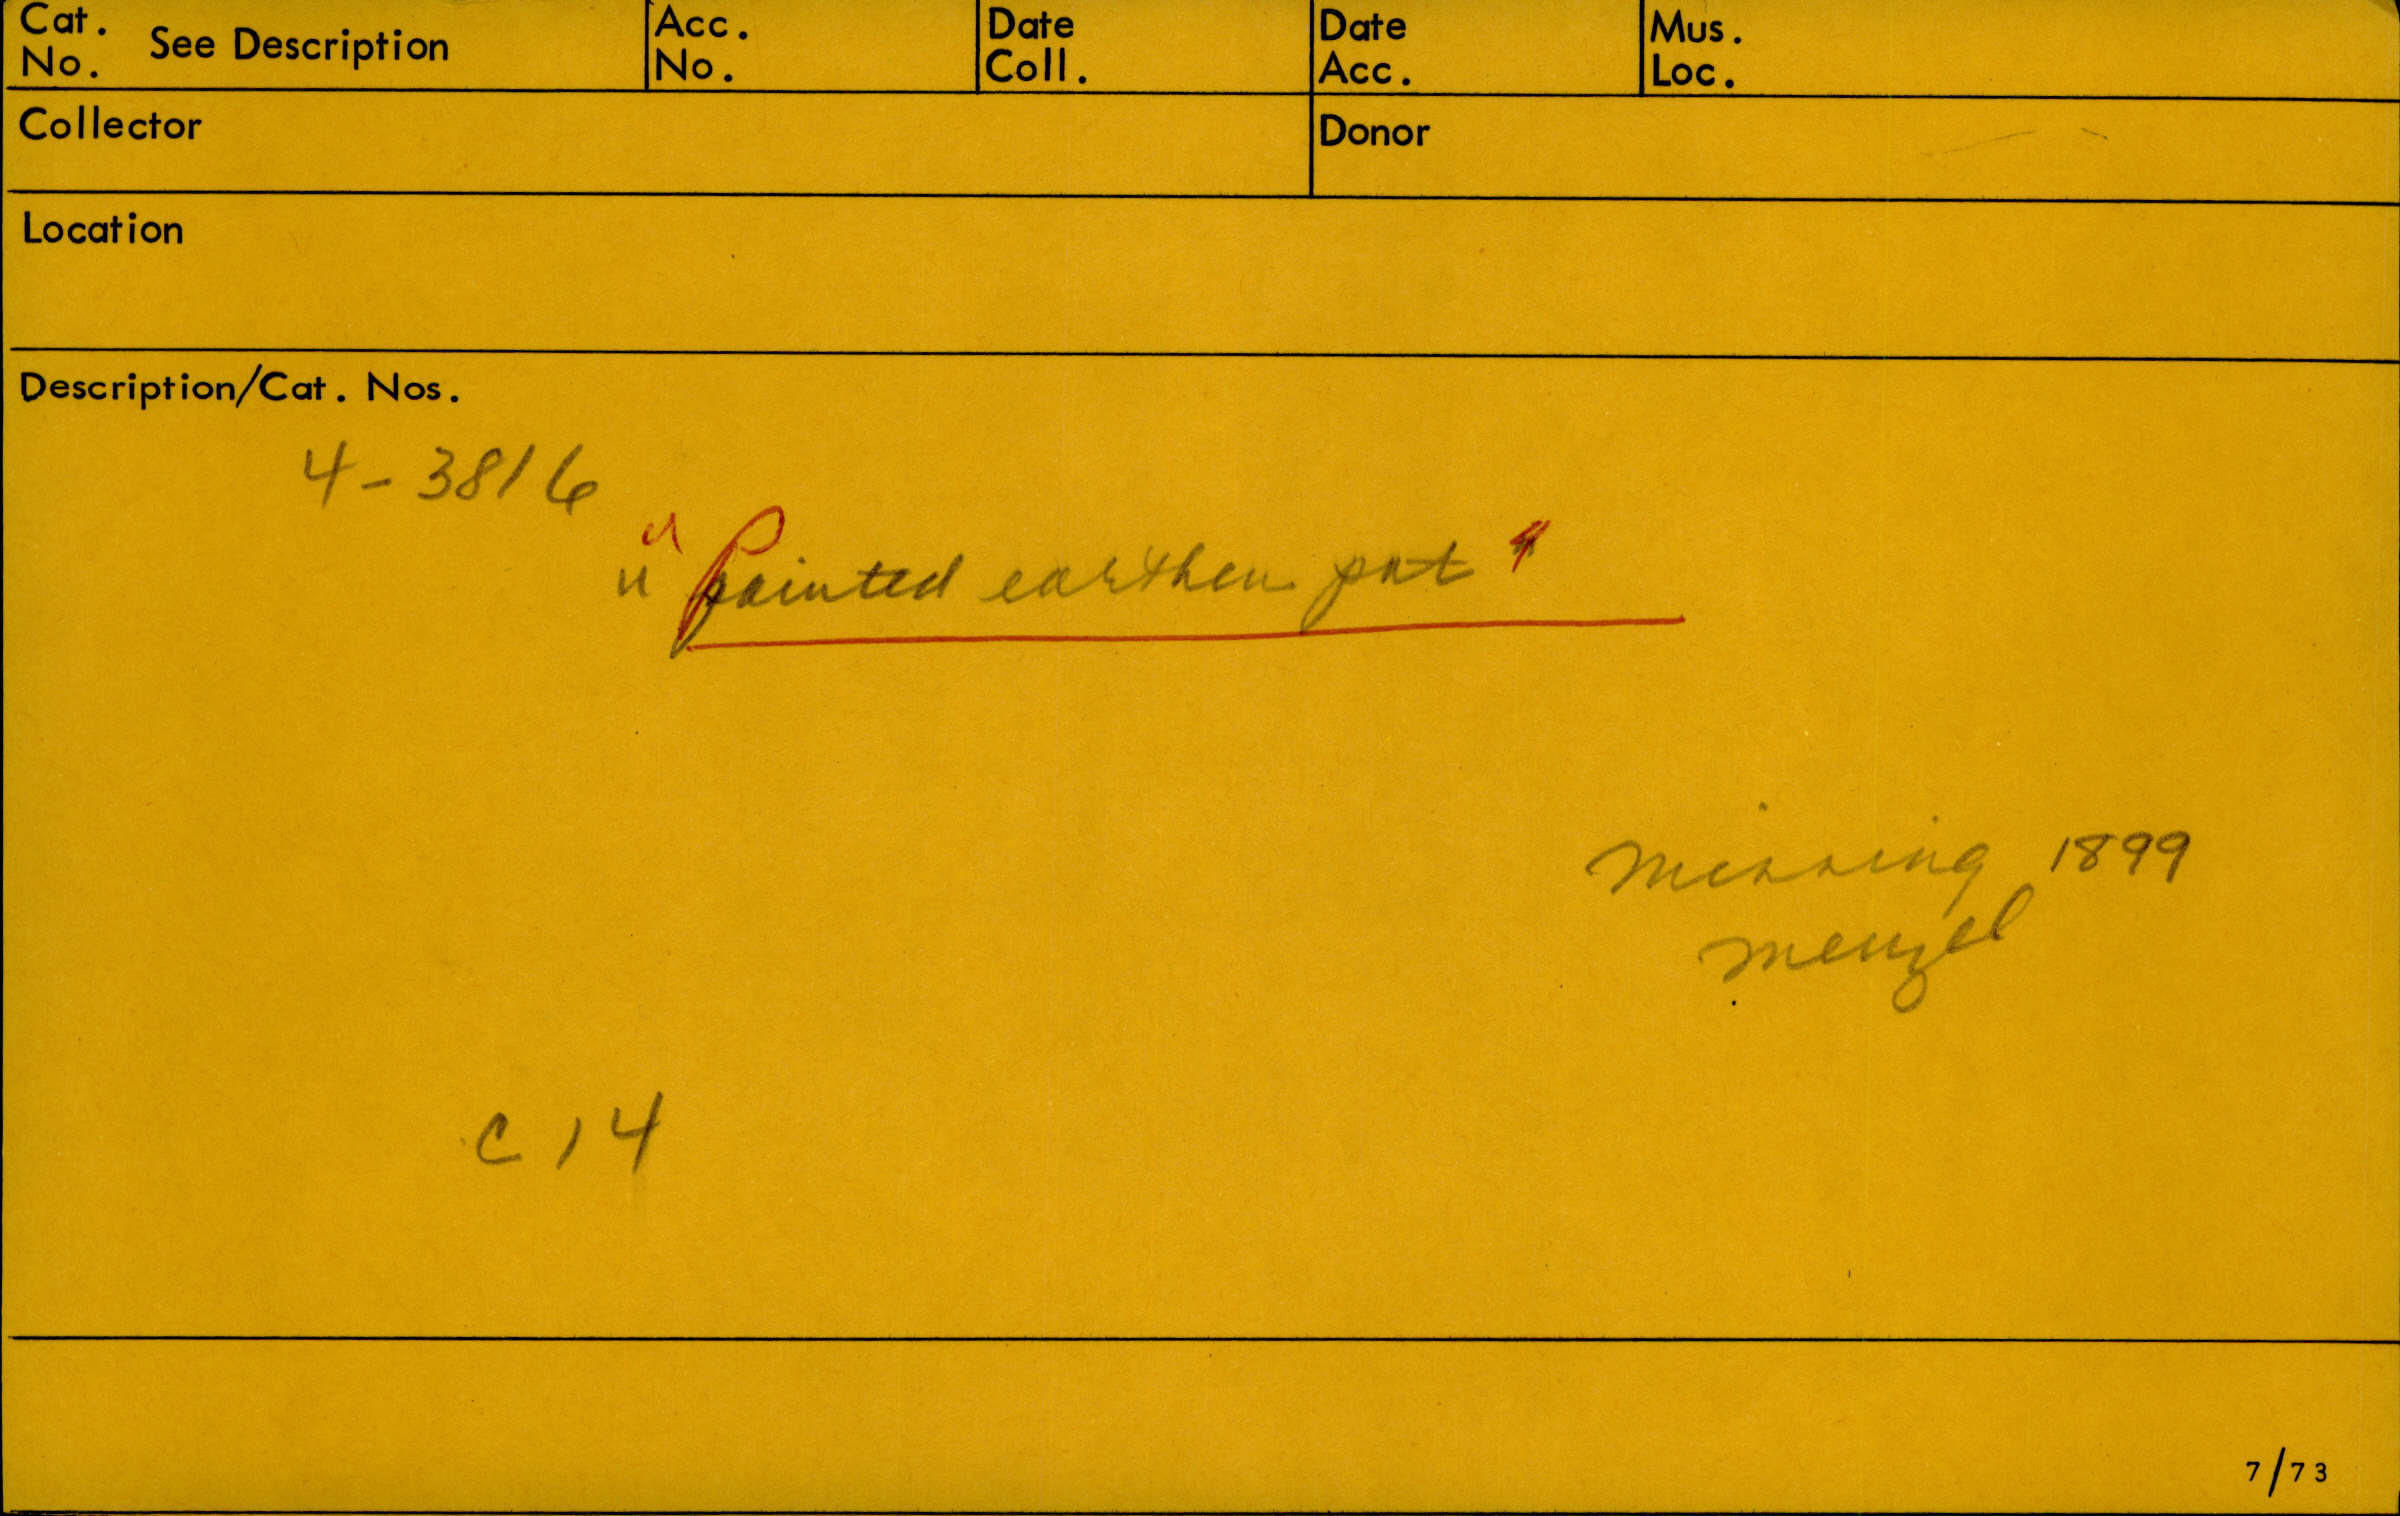 Cat. No. See Description
Acc. No.
Date Coll.
Date Acc.
Mus. Loc.
Collector
Donor
Location
Description/Cat. Nos.
4-3816
"Painted earthen pot"
Missing 1899
Menzel
C 14
7/73